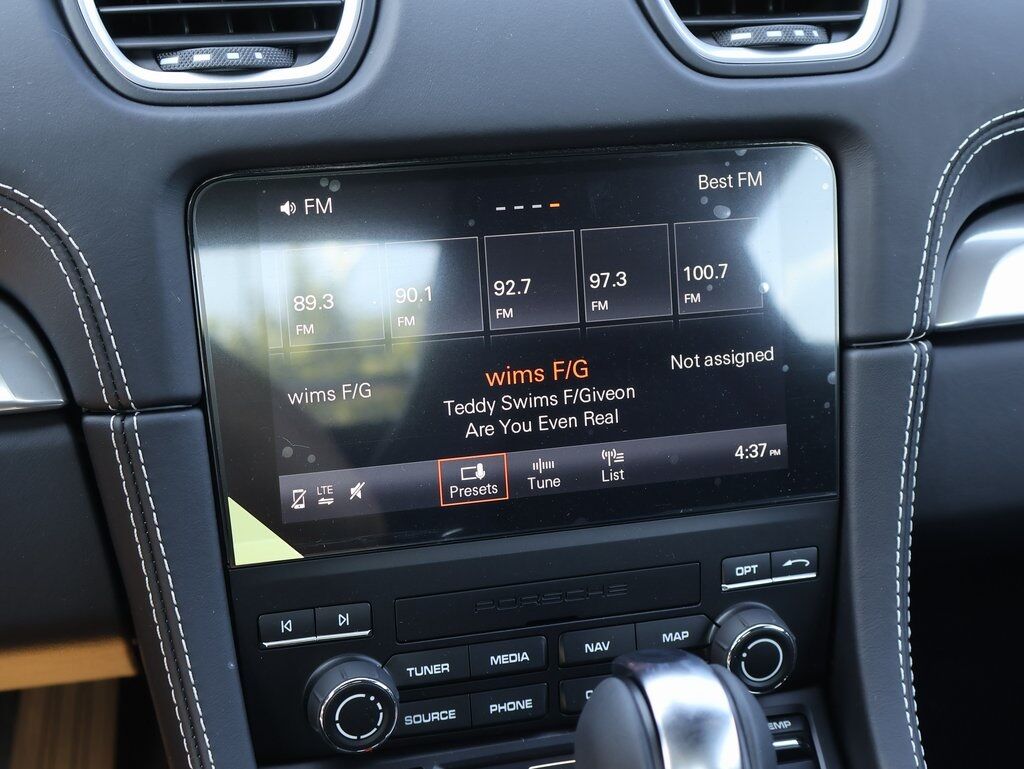 FM
Best FM
89.3
FM
90.1
FM
92.7
FM
97.3
FM
100.7
FM
wims F/G
wims F/G
Not assigned
Teddy Swims F/Giveon
Are You Even Real
LTE
Presets
Tune
List
4:37 PM
OPT
PORSCHE
TUNER
MEDIA
NAV
MAP
SOURCE
PHONE